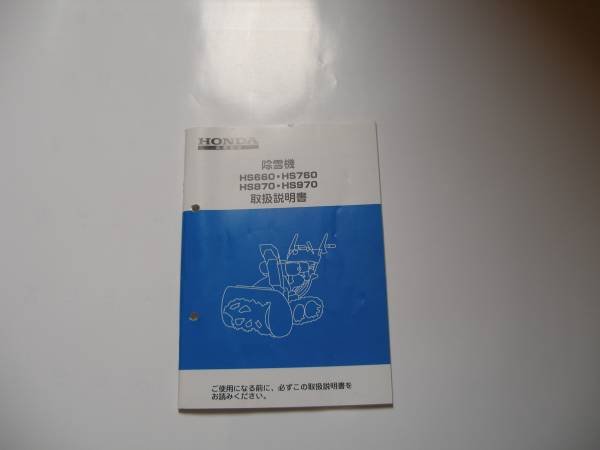 HONDA
除雪機
HS660・HS760
HS870・HS970
取扱説明書
ご使用になる前に、必ずこの取扱説明書を
お読みください。